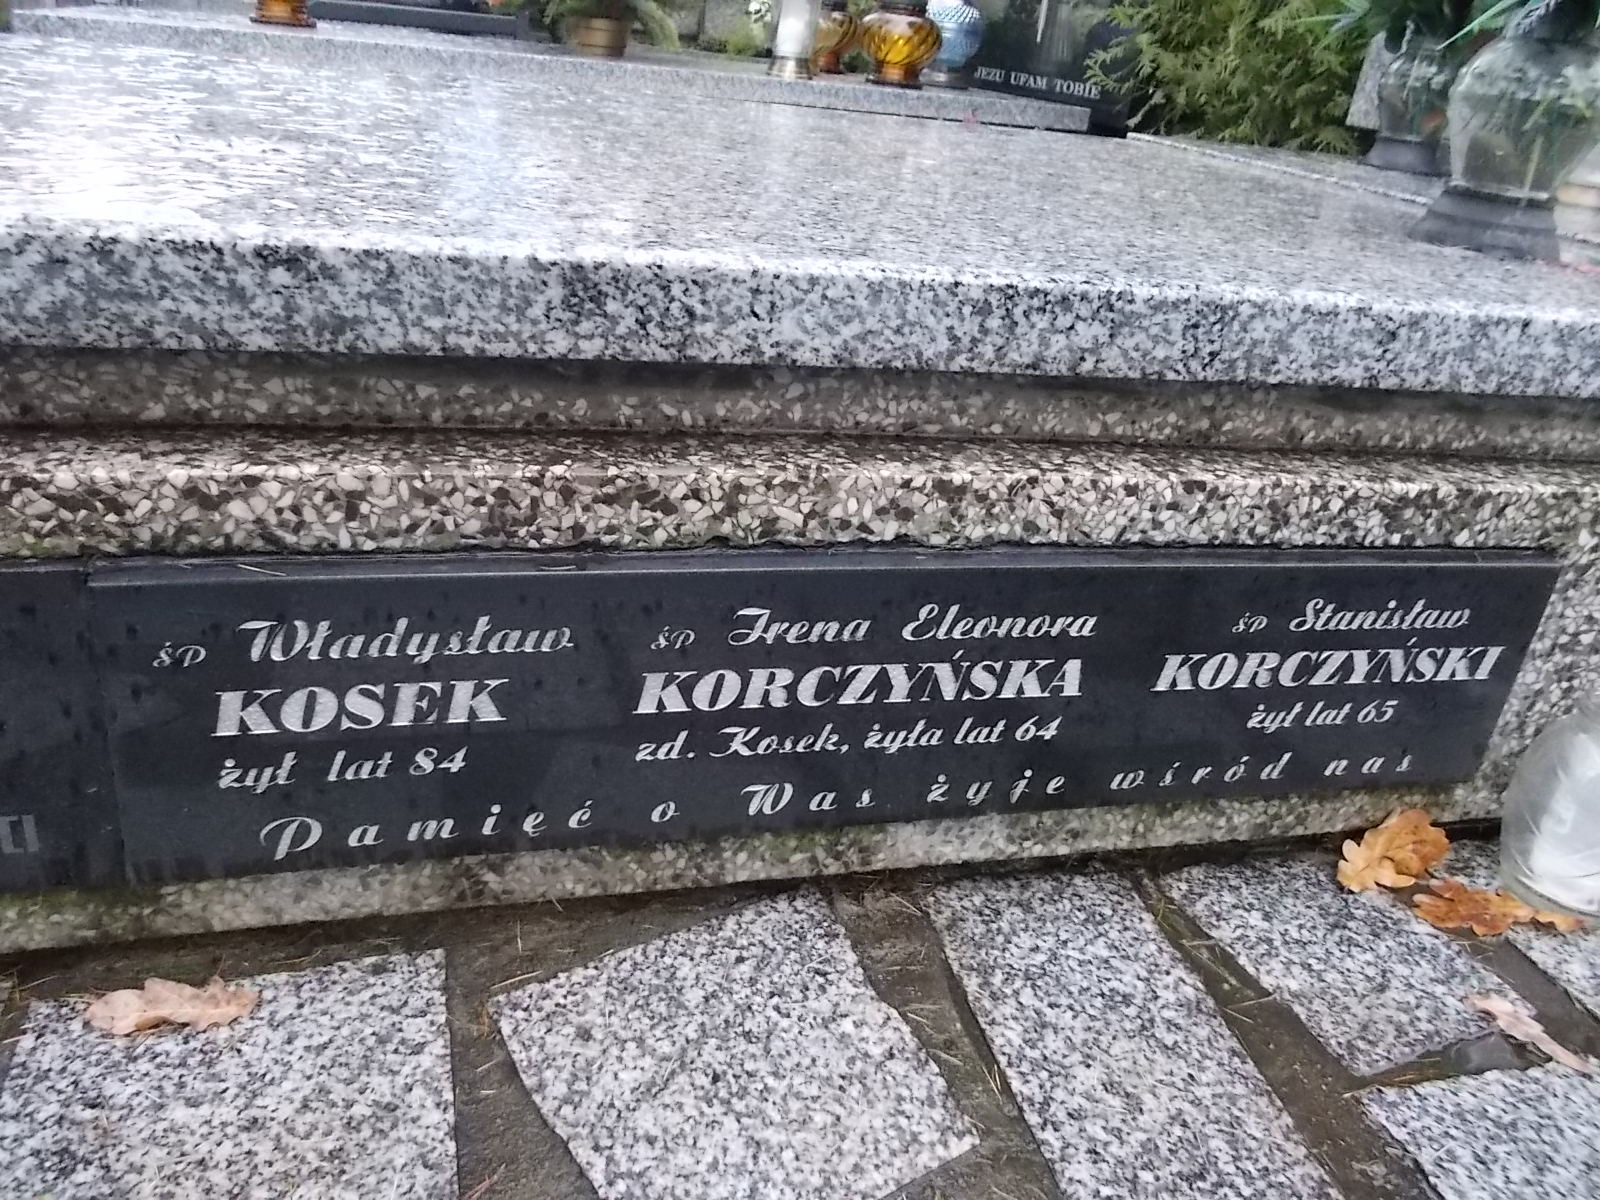 JEZU UFAM TOBIE
śp Władysław
KOSEK
żył lat 84
śp Irena Eleonora
KORCZYŃSKA
zd. Kosek, żyła lat 64
śp Stanisław
KORCZYŃSKI
żył lat 65
Pamięć o Was żyje wśród nas